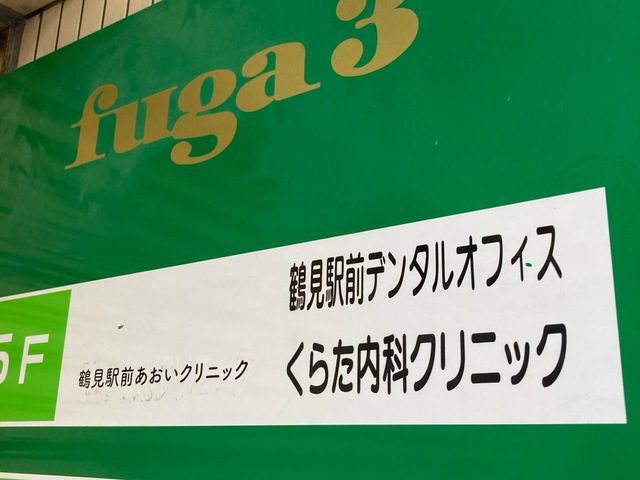 fuga 3
5F
鶴見駅前あおいクリニック
鶴見駅前デンタルオフィス
くらた内科クリニック